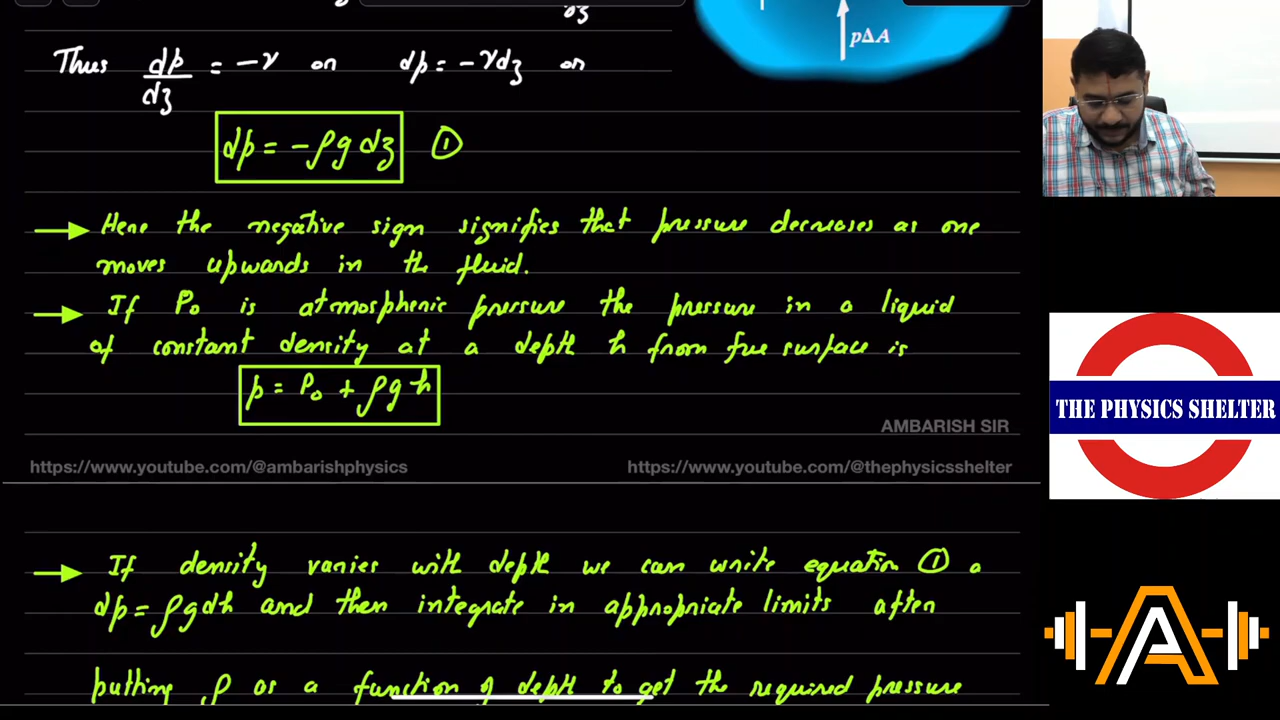 dz
pΔA
Thus dp/dz = -γ or dp = -γdz or
dp = -ρg dz ①
→ Here the negative sign signifies that pressure decreases as one
moves upwards in th fluid.
→ If P₀ is atmospheric pressure the pressure in a liquid
of constant density at a depth h from free surface is
p = P₀ + ρgh
AMBARISH SIR
https://www.youtube.com/@ambarishphysics
https://www.youtube.com/@thephysicsshelter
THE PHYSICS SHELTER
→ If density varies with depth we can write equation ①
dp = ρgdh and then integrate in appropriate limits after
putting ρ as a function of depth to get the required pressure